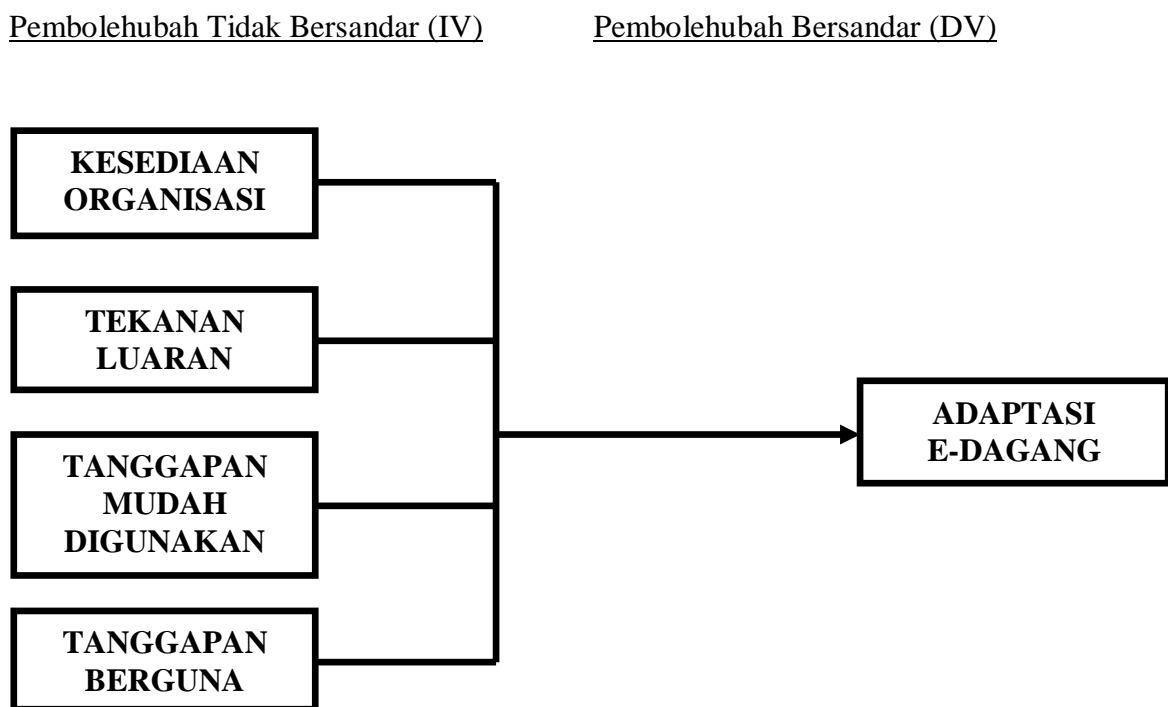 Pembolehubah Tidak Bersandar (IV)
Pembolehubah Bersandar (DV)
KESEDIAAN
ORGANISASI
TEKANAN
LUARAN
TANGGAPAN
MUDAH
DIGUNAKAN
TANGGAPAN
BERGUNA
ADAPTASI
E-DAGANG